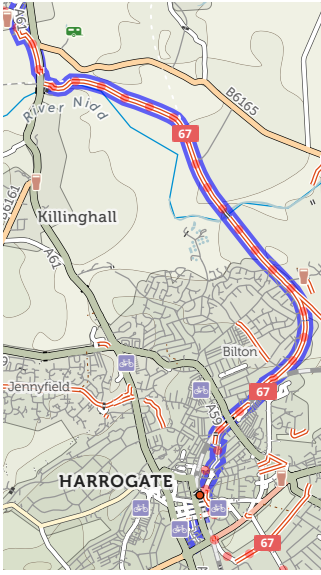 A61
River Nidd
B6165
67
Killinghall
B6161
A61
Bilton
Jennyfield
67
A59
HARROGATE
67